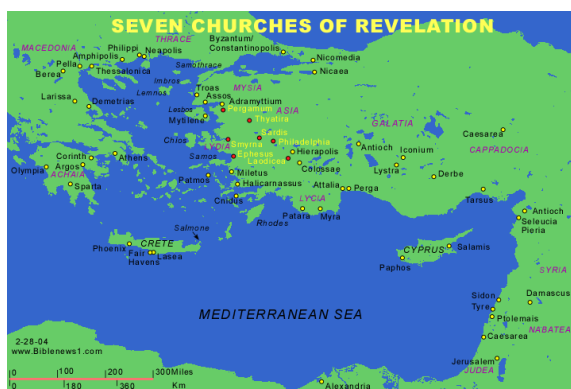 SEVEN CHURCHES OF REVELATION
THRACE
Byzantum/
Constantinopolis
MACEDONIA
Philippi
Neapolis
Amphipolis
Pella
Berea
Thessalonica
Samothrace
Nicomedia
Nicaea
Imbros
Lemnos
Troas
MYSIA
Assos
Larissa
Demetrias
Adramyttium
Lesbos
Pergamum
ASIA
Mytilene
Thyatira
GALATIA
Chios
Sardis
LYDIA
Smyrna
Philadelphia
Caesarea
CAPPADOCIA
Corinth
Athens
Samos
Ephesus
Laodicea
Hierapolis
Colossae
Antioch
Iconium
Lystra
Derbe
Olympia
Argos
ACHAIA
Sparta
Patmos
Miletus
Halicarnassus
Attalia
Perga
Tarsus
Cnidus
LYCIA
Patara
Myra
Rhodes
Antioch
Seleucia
Pieria
Salmone
CRETE
Phoenix
Fair
Havens
Lasea
CYPRUS
Salamis
Paphos
SYRIA
MEDITERRANEAN SEA
Sidon
Tyre
Damascus
Ptolemais
NABATEA
Caesarea
Jerusalem
JUDEA
Alexandria
2-28-04
www.Biblenews1.com
0 100 200 300Miles
0 180 360 Km